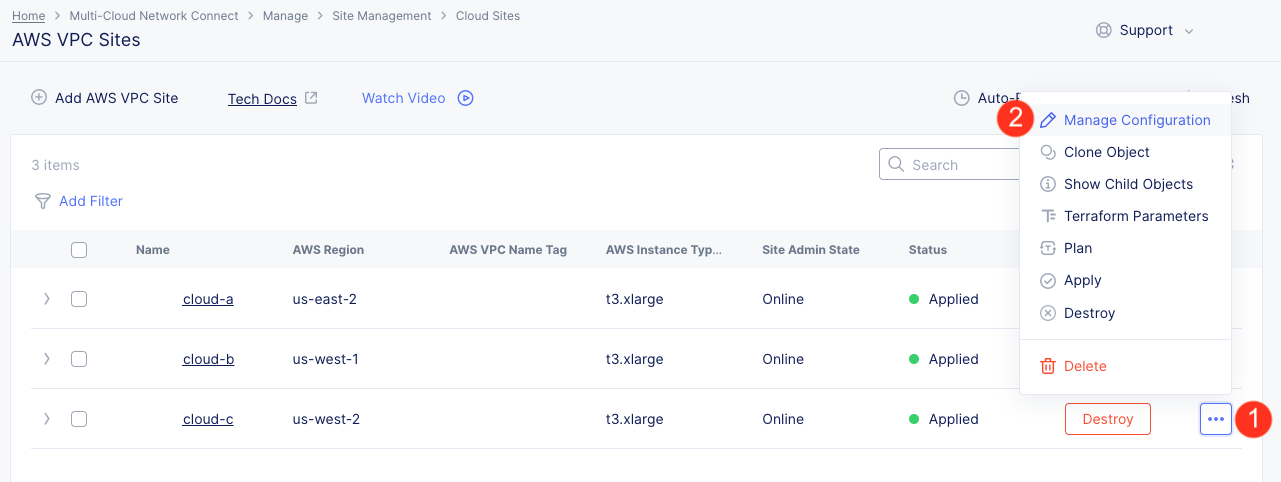 Home > Multi-Cloud Network Connect > Manage > Site Management > Cloud Sites
AWS VPC Sites
Support
Add AWS VPC Site
Tech Docs
Watch Video
3 items
Search
Add Filter
Name AWS Region AWS VPC Name Tag AWS Instance Typ... Site Admin State Status
cloud-a us-east-2 t3.xlarge Online Applied
cloud-b us-west-1 t3.xlarge Online Applied
cloud-c us-west-2 t3.xlarge Online Applied Destroy
1
2
Manage Configuration
Clone Object
Show Child Objects
Terraform Parameters
Plan
Apply
Destroy
Delete